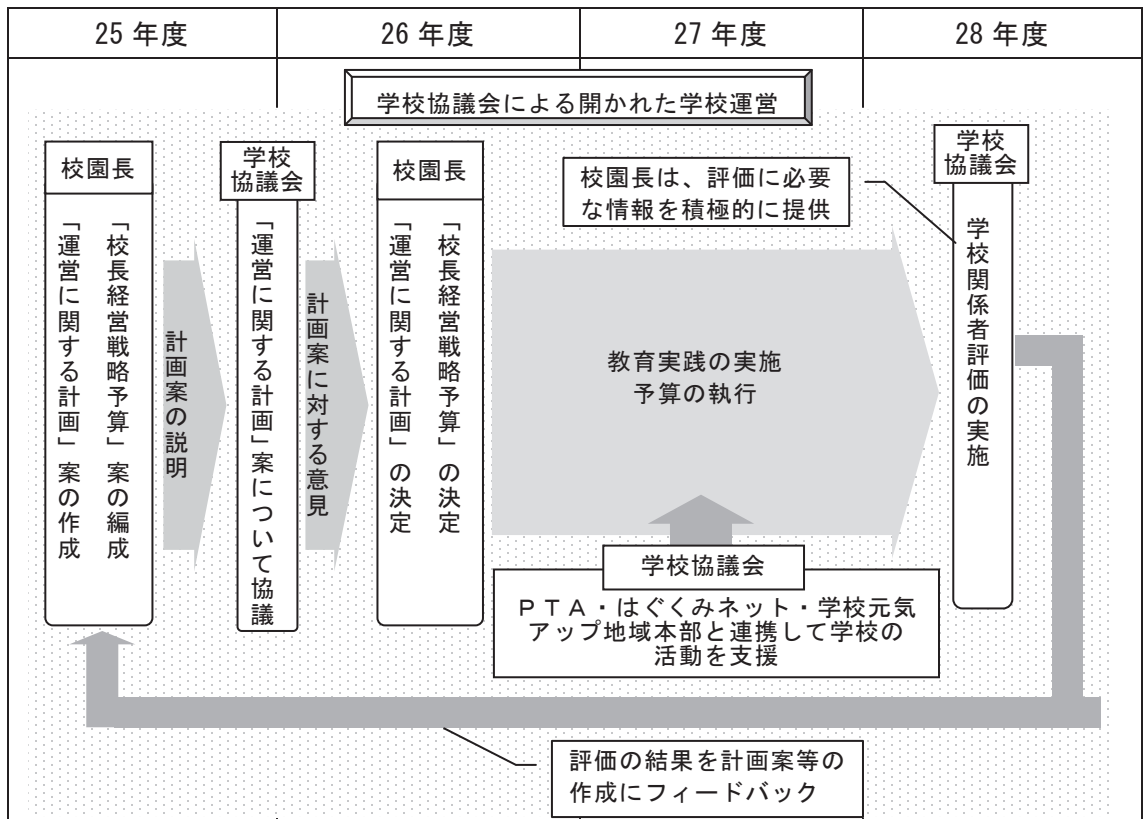 25年度
26年度
27年度
28年度
学校協議会による開かれた学校運営
校園長
「校長経営戦略予算」案の編成
「運営に関する計画」案の作成
計画案の説明
学校
協議会
「運営に関する計画」案について協議
計画案に対する意見
校園長
「校長経営戦略予算」の決定
「運営に関する計画」の決定
校園長は、評価に必要
な情報を積極的に提供
教育実践の実施
予算の執行
学校協議会
PTA・はぐくみネット・学校元気
アップ地域本部と連携して学校の
活動を支援
学校
協議会
学校関係者評価の実施
評価の結果を計画案等の
作成にフィードバック